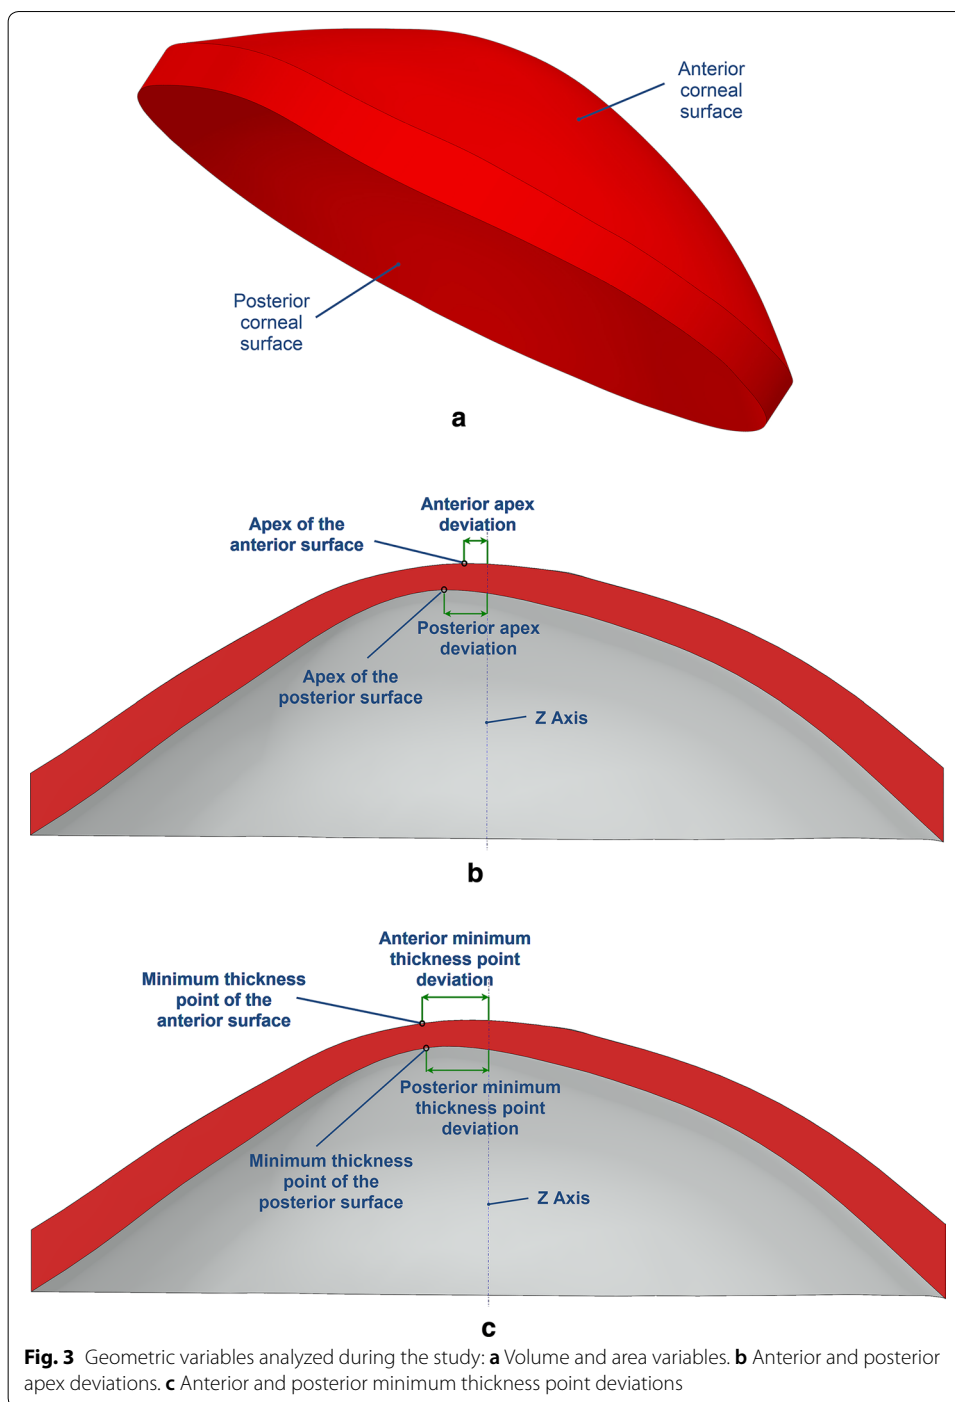 Anterior
corneal
surface
Posterior
corneal
surface
a
Anterior apex
deviation
Apex of the
anterior surface
Posterior apex
deviation
Apex of the
posterior surface
Z Axis
b
Anterior minimum
thickness point
deviation
Minimum thickness
point of the
anterior surface
Posterior minimum
thickness point
deviation
Minimum thickness
point of the
posterior surface
Z Axis
c
Fig. 3 Geometric variables analyzed during the study: a Volume and area variables. b Anterior and posterior
apex deviations. c Anterior and posterior minimum thickness point deviations